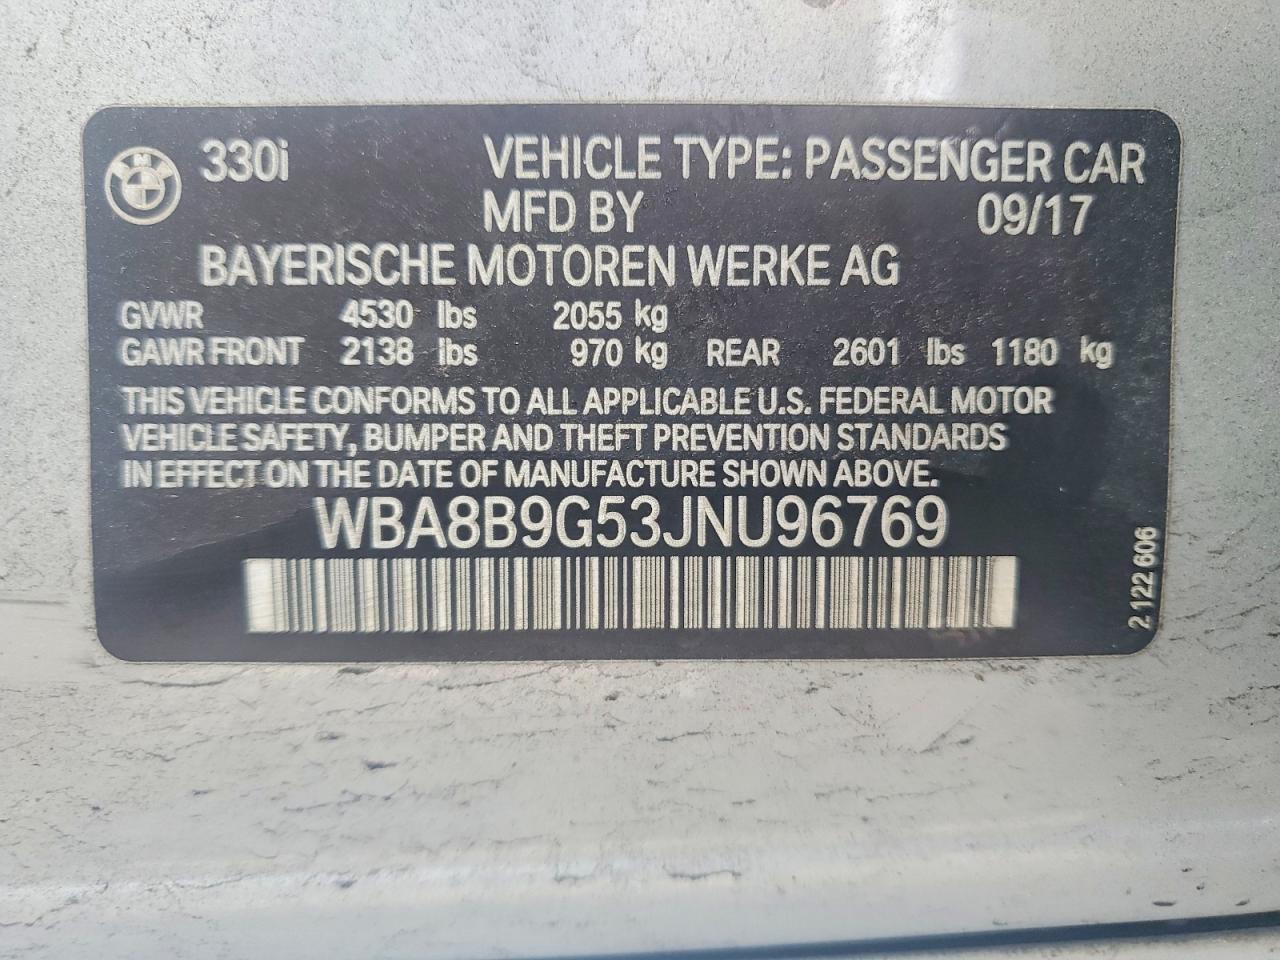 330i VEHICLE TYPE: PASSENGER CAR
MFD BY 09/17
BAYERISCHE MOTOREN WERKE AG
GVWR 4530 lbs 2055 kg
GAWR FRONT 2138 lbs 970 kg REAR 2601 lbs 1180 kg
THIS VEHICLE CONFORMS TO ALL APPLICABLE U.S. FEDERAL MOTOR
VEHICLE SAFETY, BUMPER AND THEFT PREVENTION STANDARDS
IN EFFECT ON THE DATE OF MANUFACTURE SHOWN ABOVE.
WBA8B9G53JNU96769
2 122 606